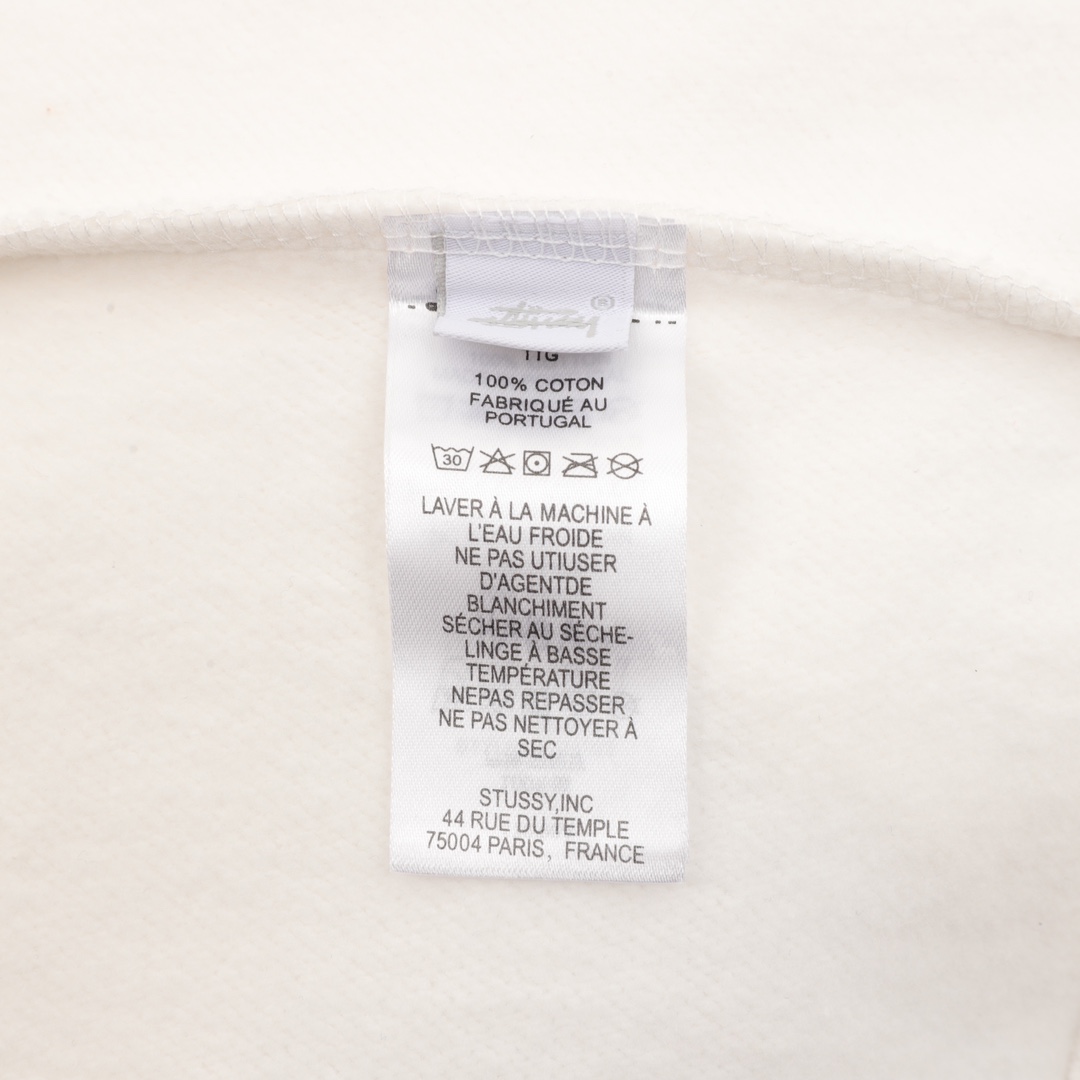 stüssy ®
11G
100% COTON
FABRIQUÉ AU
PORTUGAL
30
LAVER À LA MACHINE À
L'EAU FROIDE
NE PAS UTIUSER
D'AGENTDE
BLANCHIMENT
SÉCHER AU SÉCHE-
LINGE À BASSE
TEMPÉRATURE
NEPAS REPASSER
NE PAS NETTOYER À
SEC
STUSSY,INC
44 RUE DU TEMPLE
75004 PARIS, FRANCE